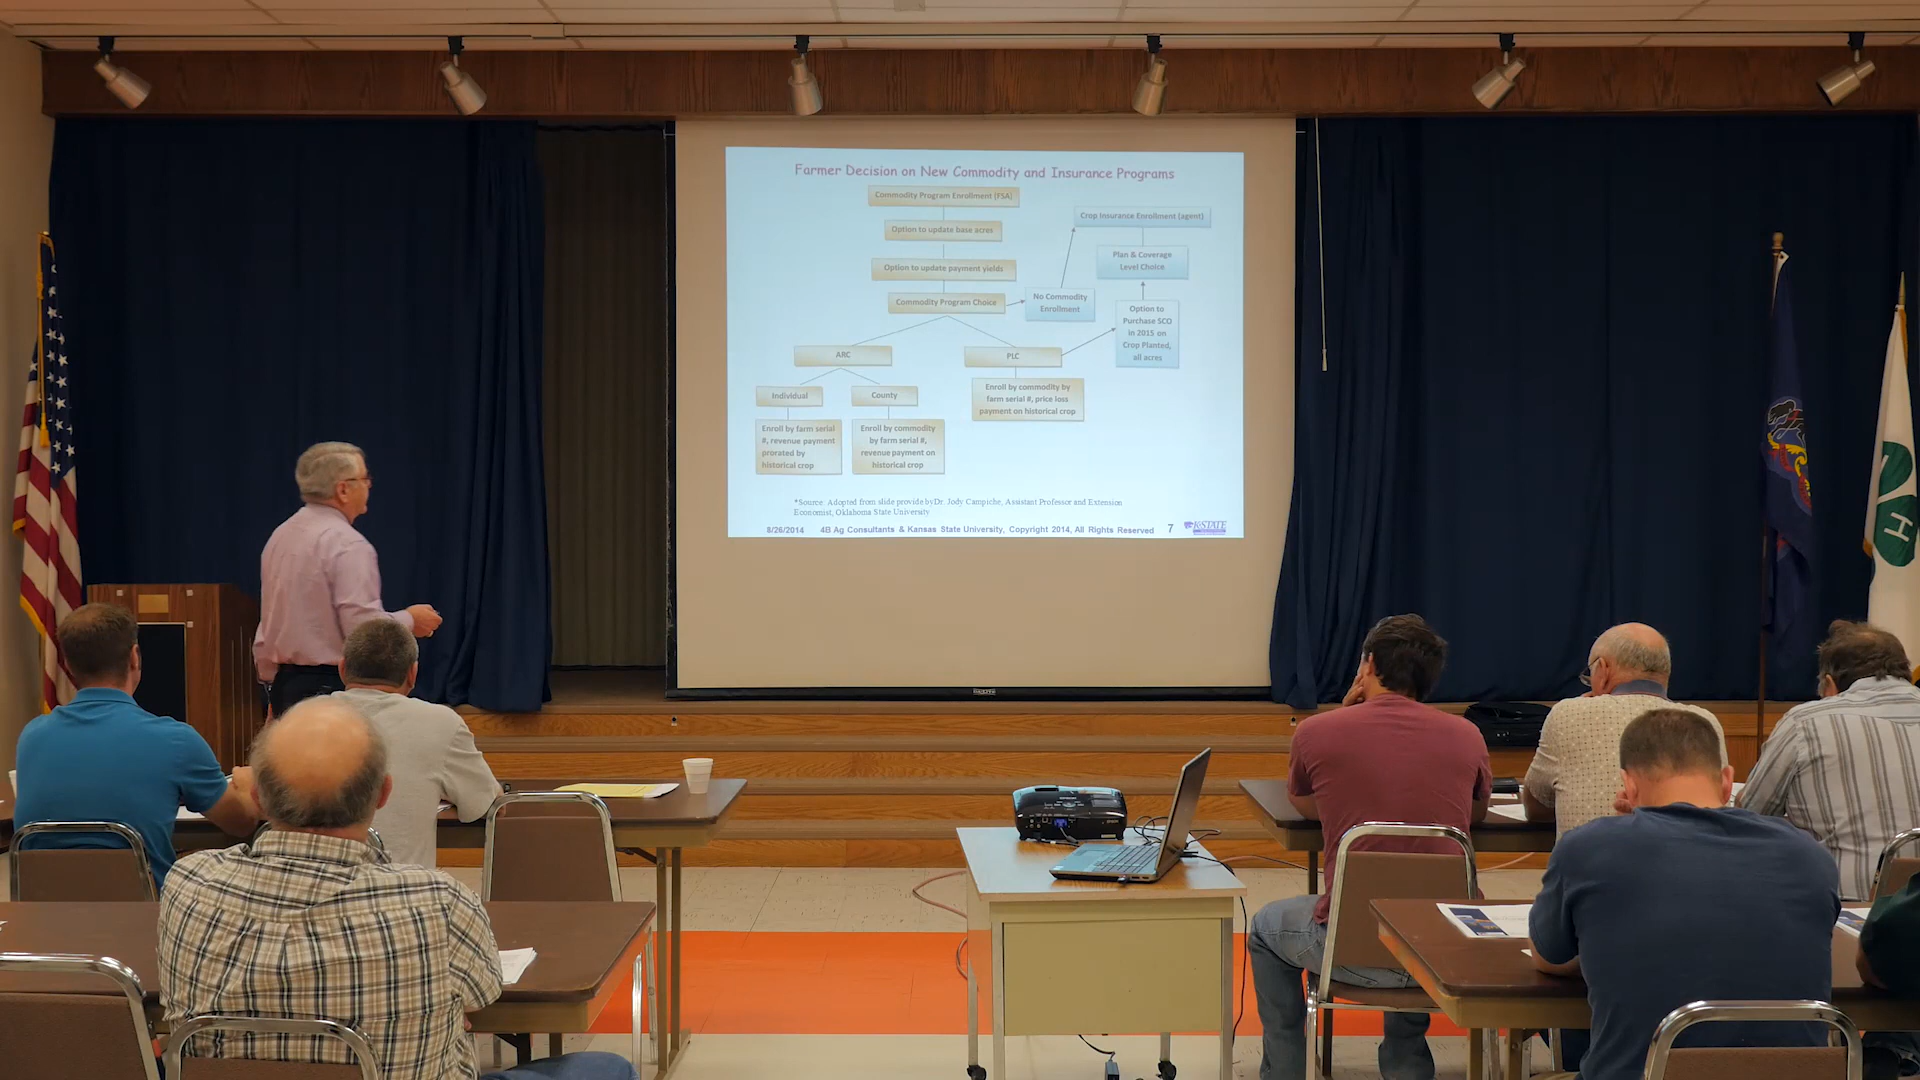 Farmer Decision on New Commodity and Insurance Programs
Commodity Program Enrollment (FSA)
Crop Insurance Enrollment (agent)
Option to update base acres
Plan & Coverage
Level Choice
Option to update payment yields
Commodity Program Choice
No Commodity
Enrollment
Option to
Purchase SCO
in 2015 on
Crop Planted,
all acres
ARC
PLC
Individual
County
Enroll by commodity by
farm serial #, price loss
payment on historical crop
Enroll by farm serial
#, revenue payment
prorated by
historical crop
Enroll by commodity
by farm serial #,
revenue payment on
historical crop
*Source: Adopted from slide provide byDr. Jody Campiche, Assistant Professor and Extension
Economist, Oklahoma State University
8/26/2014 4B Ag Consultants & Kansas State University, Copyright 2014, All Rights Reserved 7 K-STATE
H